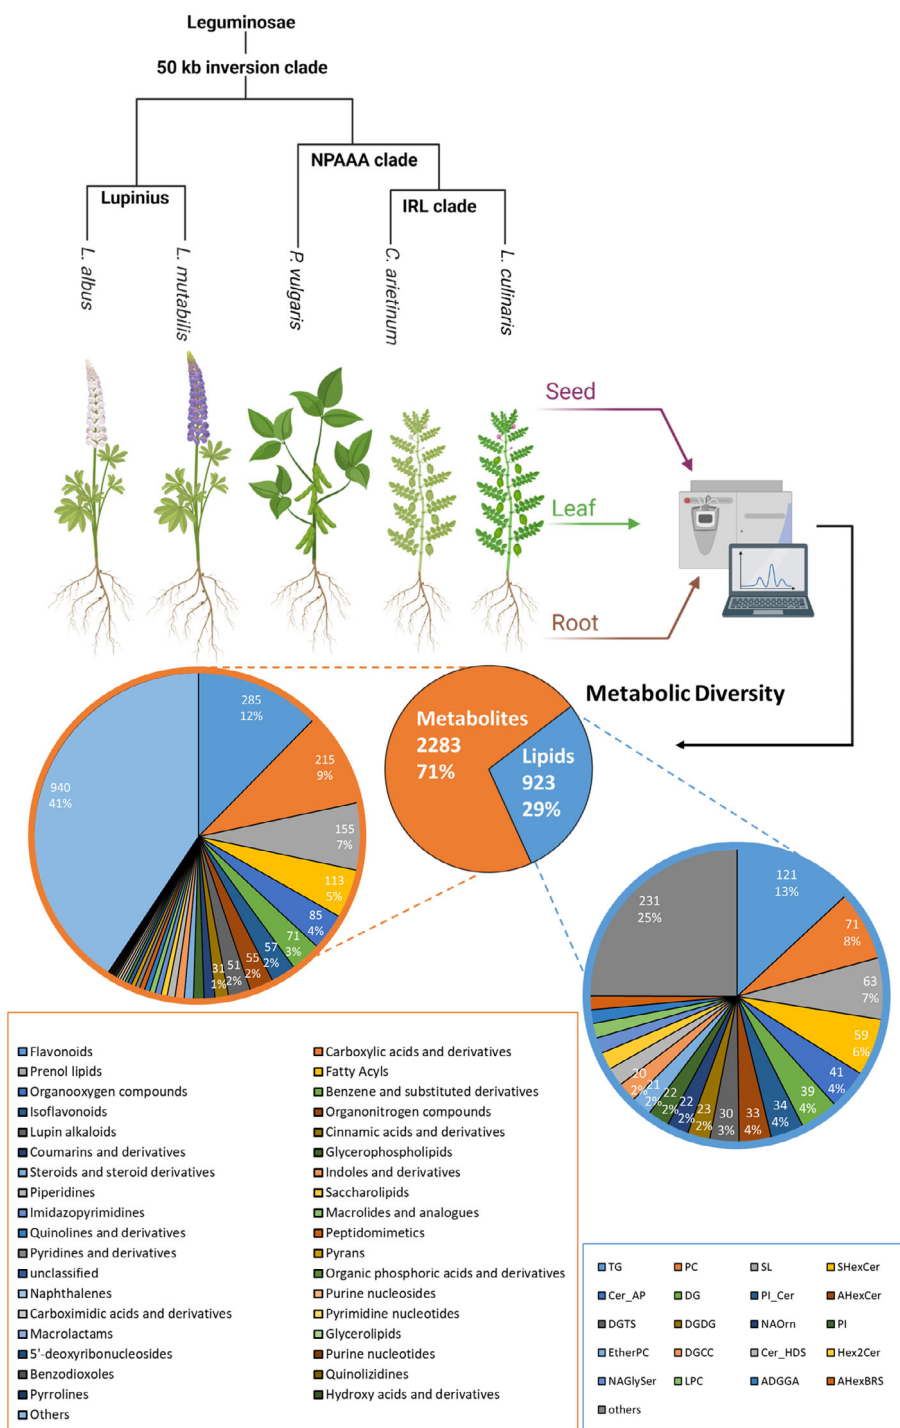 Leguminosae
50 kb inversion clade
NPAAA clade
Lupinius
IRL clade
L. albus
L. mutabilis
P. vulgaris
C. arietinum
L. culinaris
Seed
Leaf
Root
Metabolic Diversity
Metabolites
2283
71%
Lipids
923
29%
285
12%
215
9%
155
7%
113
5%
85
4%
71
3%
57
2%
55
2%
51
2%
31
1%
940
41%
121
13%
71
8%
63
7%
59
6%
41
4%
39
4%
34
4%
33
4%
30
3%
23
2%
22
2%
22
2%
21
2%
20
2%
231
25%
Flavonoids
Carboxylic acids and derivatives
Prenol lipids
Fatty Acyls
Organooxygen compounds
Benzene and substituted derivatives
Isoflavonoids
Organonitrogen compounds
Lupin alkaloids
Cinnamic acids and derivatives
Coumarins and derivatives
Glycerophospholipids
Steroids and steroid derivatives
Indoles and derivatives
Piperidines
Saccharolipids
Imidazopyrimidines
Macrolides and analogues
Quinolines and derivatives
Peptidomimetics
Pyridines and derivatives
Pyrans
unclassified
Organic phosphoric acids and derivatives
Naphthalenes
Purine nucleosides
Carboximidic acids and derivatives
Pyrimidine nucleotides
Macrolactams
Glycerolipids
5'-deoxyribonucleosides
Purine nucleotides
Benzodioxoles
Quinolizidines
Pyrrolines
Hydroxy acids and derivatives
Others
TG PC SL SHexCer
Cer_AP DG PI_Cer AHexCer
DGTS DGDG NAOrn PI
EtherPC DGCC Cer_HDS Hex2Cer
NAGlySer LPC ADGGA AHexBRS
others